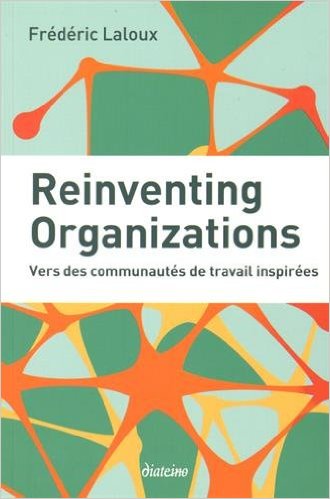 Frédéric Laloux
Reinventing
Organizations
Vers des communautés de travail inspirées
diateino